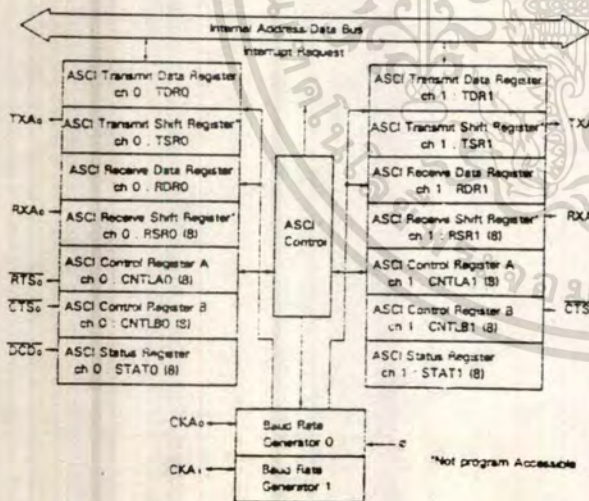 Internal Address Data Bus
Interrupt Request
ASCI Transmit Data Register
ch 0 : TDR0
TXA₀
ASCI Transmit Shift Register*
ch 0 : TSR0
ASCI Receive Data Register
ch 0 : RDR0
RXA₀
ASCI Receive Shift Register*
ch 0 : RSR0 (8)
ASCI Control Register A
ch 0 : CNTLA0 (8)
RTS₀
CTS₀
ASCI Control Register B
ch 0 : CNTLB0 (8)
DCD₀
ASCI Status Register
ch 0 : STAT0 (8)
ASCI
Control
ASCI Transmit Data Register
ch 1 : TDR1
ASCI Transmit Shift Register*
ch 1 : TSR1
TXA
ASCI Receive Data Register
ch 1 RDR1
ASCI Receive Shift Register*
ch 1 : RSR1 (8)
RXA
ASCI Control Register A
ch 1 : CNTLA1 (8)
ASCI Control Register B
ch 1 : CNTLB1 (8)
CTS
ASCI Status Register
ch 1 : STAT1 (8)
CKA₀
Baud Rate
Generator 0
CKA₁
Baud Rate
Generator 1
*Not program Accessible